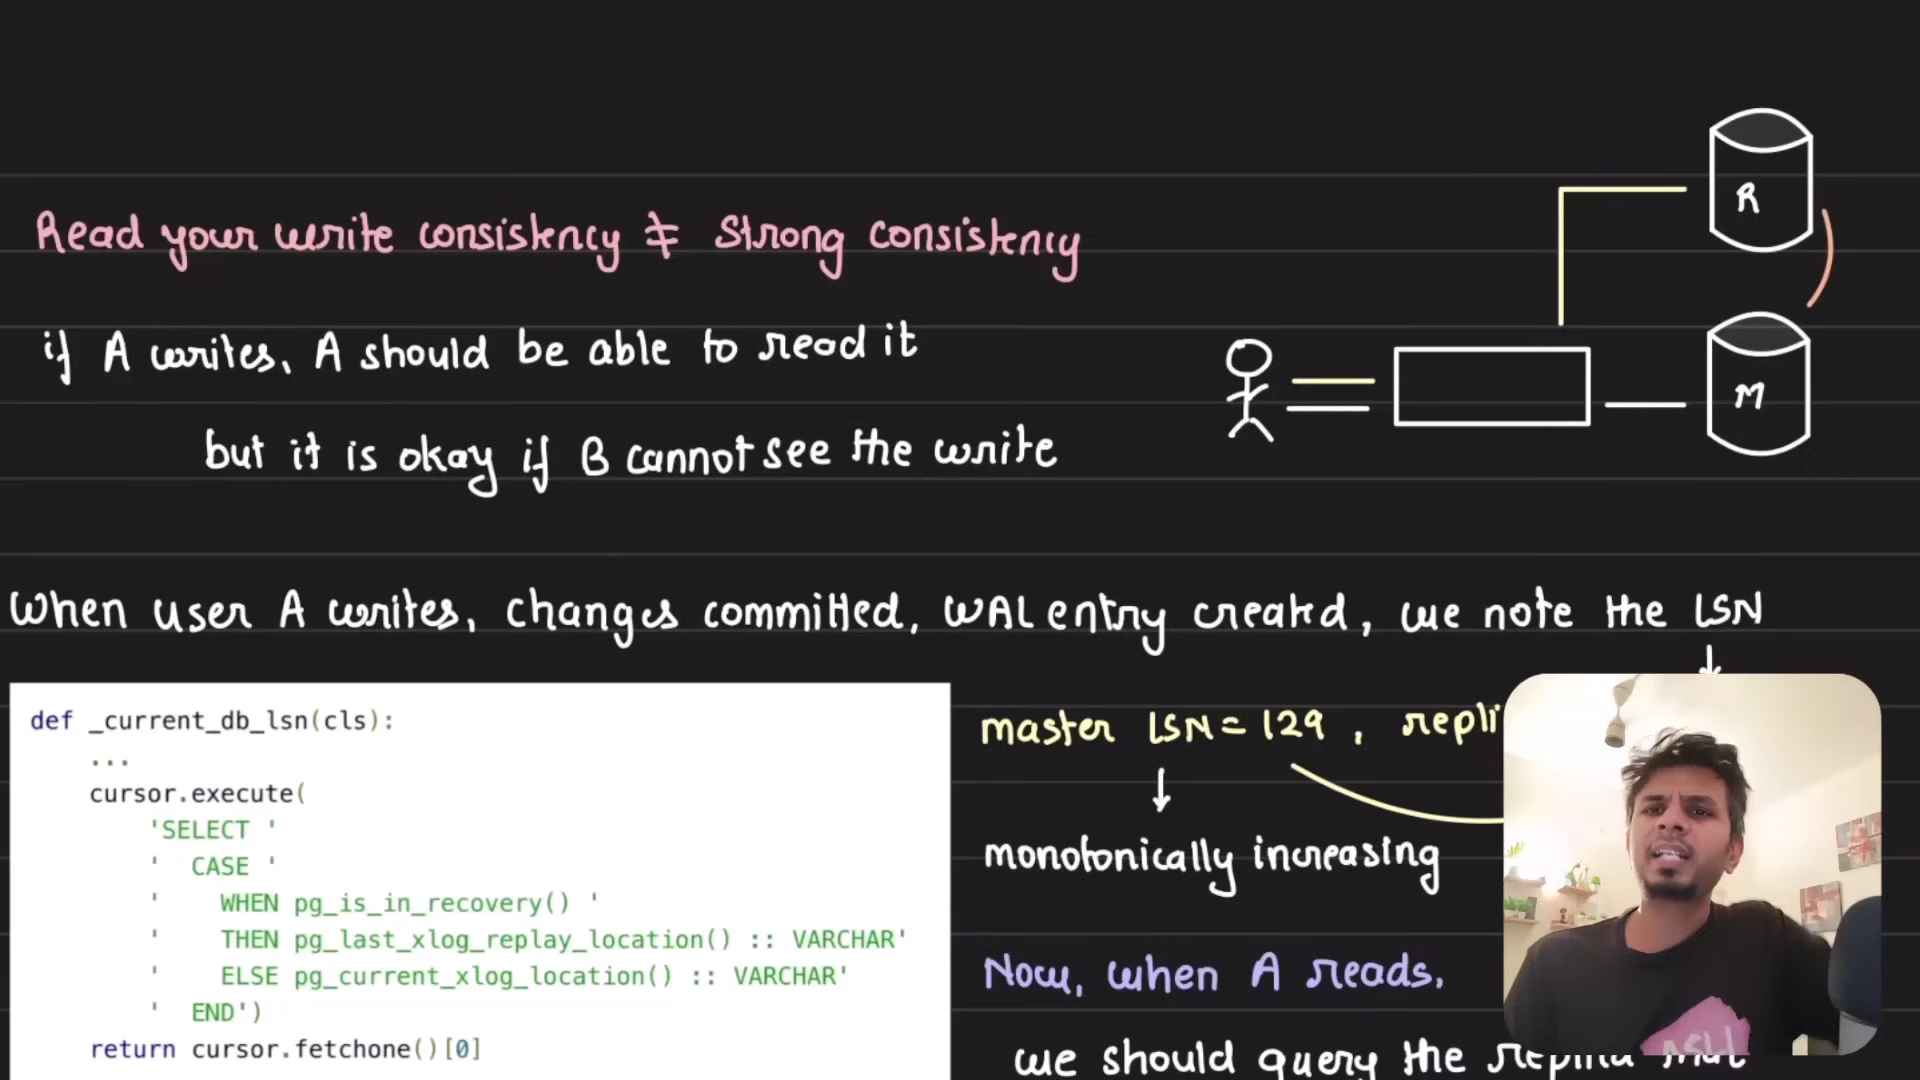 Read your write consistency ≠ Strong consistency
R
if A writes, A should be able to read it
M
but it is okay if B cannot see the write
When user A writes, changes committed, WAL entry created, we note the LSN
def _current_db_lsn(cls):
...
cursor.execute(
'SELECT '
' CASE '
' WHEN pg_is_in_recovery() '
' THEN pg_last_xlog_replay_location() :: VARCHAR'
' ELSE pg_current_xlog_location() :: VARCHAR'
' END')
return cursor.fetchone()[0]
master LSN = 129 , repli
monotonically increasing
Now, when A reads,
we should query the replica that